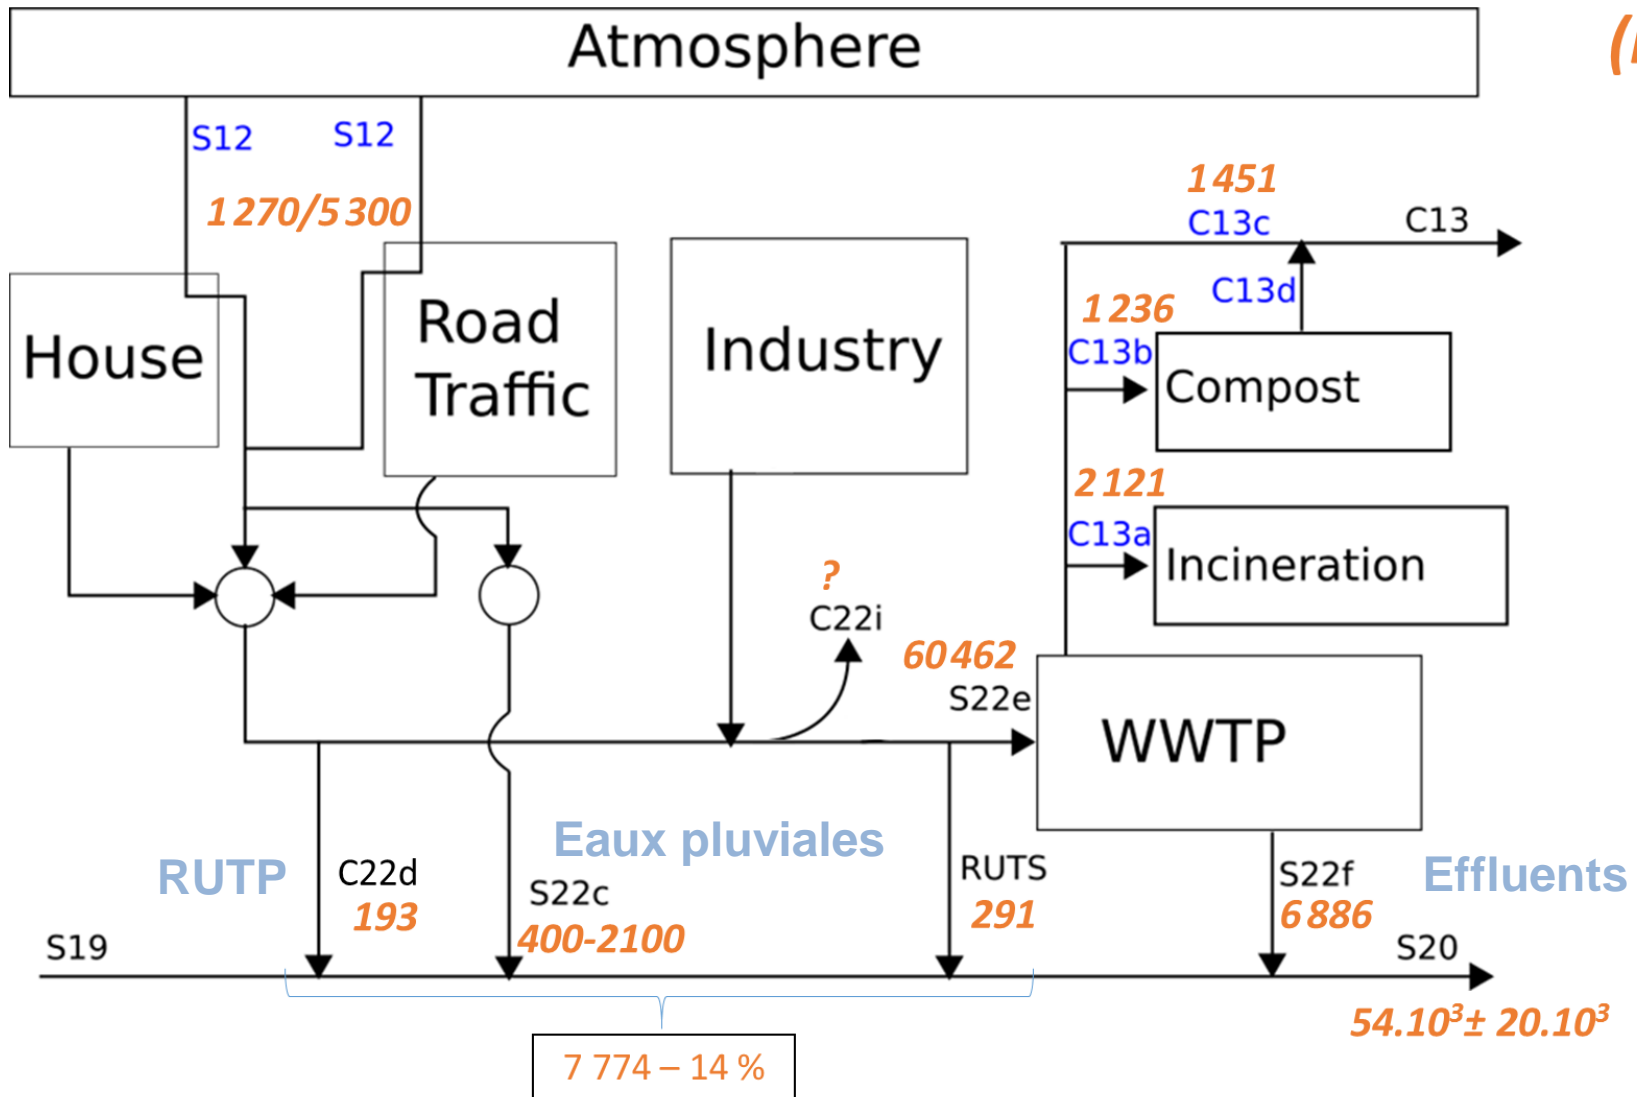 Atmosphere
(
S12
S12
1 270/5 300
1 451
C13c
C13
C13d
House
Road
Traffic
Industry
1 236
C13b
Compost
2 121
C13a
Incineration
?
C22i
60 462
S22e
WWTP
Eaux pluviales
RUTP
C22d
193
S22c
400-2100
RUTS
291
S22f
6 886
Effluents
S19
S20
54.10³± 20.10³
7 774 – 14 %